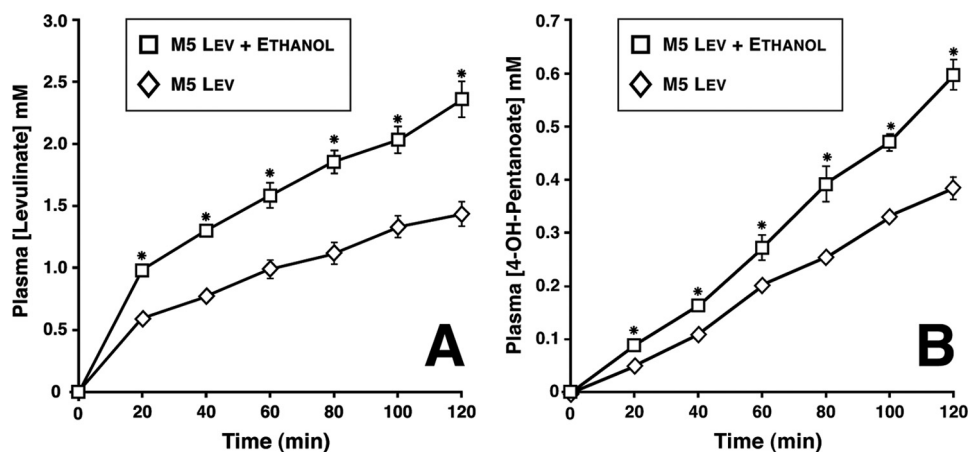 M5 LEV + ETHANOL
M5 LEV
Plasma [Levulinate] mM
3.0
2.5
2.0
1.5
1.0
0.5
0
* * * * * *
A
0 20 40 60 80 100 120
Time (min)
M5 LEV + ETHANOL
M5 LEV
Plasma [4-OH-Pentanoate] mM
0.7
0.6
0.5
0.4
0.3
0.2
0.1
0
* * * * * *
B
0 20 40 60 80 100 120
Time (min)